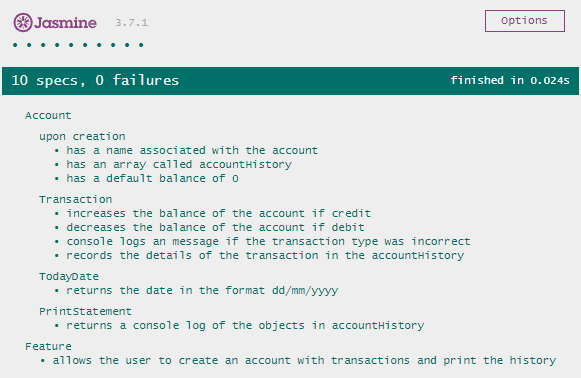 Jasmine 3.7.1 Options
• • • • • • • • • •
10 specs, 0 failures finished in 0.024s
Account
upon creation
• has a name associated with the account
• has an array called accountHistory
• has a default balance of 0
Transaction
• increases the balance of the account if credit
• decreases the balance of the account if debit
• console logs an message if the transaction type was incorrect
• records the details of the transaction in the accountHistory
TodayDate
• returns the date in the format dd/mm/yyyy
PrintStatement
• returns a console log of the objects in accountHistory
Feature
• allows the user to create an account with transactions and print the history